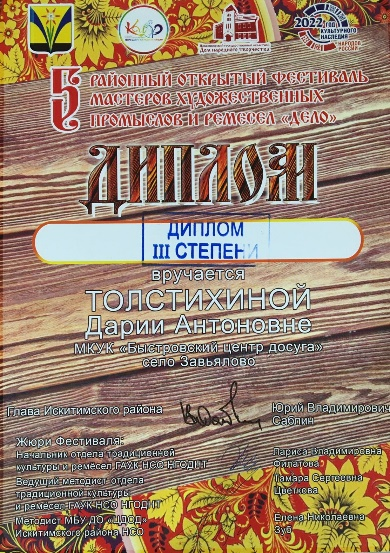 2022 ГОД
КУЛЬТУРНОГО
НАСЛЕДИЯ
НАРОДОВ
РОССИИ
Дом народного творчества
5 РАЙОННЫЙ ОТКРЫТЫЙ ФЕСТИВАЛЬ
МАСТЕРОВ ХУДОЖЕСТВЕННЫХ
ПРОМЫСЛОВ И РЕМЕСЕЛ «ДЕЛО»
ДИПЛОМ
ДИПЛОМ
III СТЕПЕНИ
вручается
ТОЛСТИХИНОЙ
Дарии Антоновне
МКУК «Быстровский центр досуга»
село Завьялово
Глава Искитимского района
Юрий Владимирович
Саблин
Жюри Фестиваля
Начальник отдела традиционной
культуры и ремесел ГАУК НСО НГОДНТ
Лариса Владимировна
Филатова
Ведущий методист отдела
традиционной культуры
и ремесел ГАУК НСО НГОДНТ
Тамара Сергеевна
Цветкова
Методист МБУ ДО «ЦДОД»
Искитимского района НСО
Елена Николаевна
Зуб